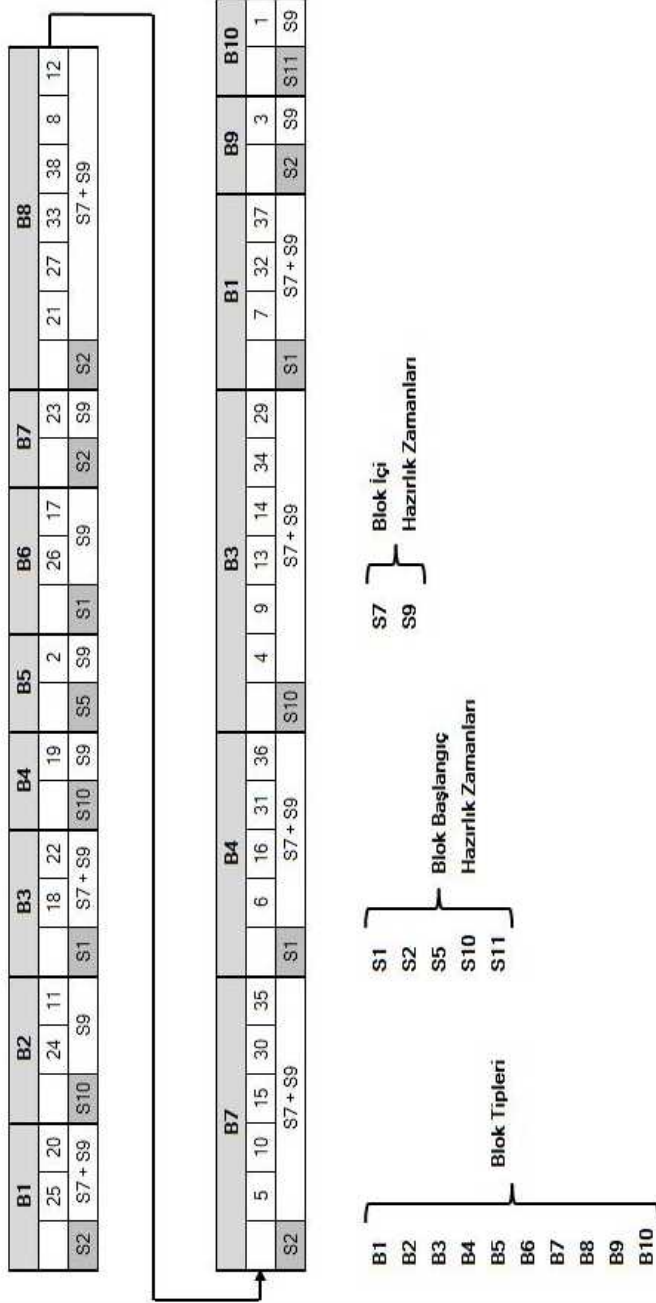 B1 B2 B3 B4 B5 B6 B7 B8
25 20 24 11 18 22 19 2 26 17 23 21 27 33 38 8 12
S2 S7 + S9 S10 S9 S1 S7 + S9 S10 S9 S5 S9 S1 S9 S2 S9 S2 S7 + S9
B7 B4 B3 B1 B9 B10
5 10 15 30 35 6 16 31 36 4 9 13 14 34 29 7 32 37 3 1
S2 S7 + S9 S1 S7 + S9 S10 S7 + S9 S1 S7 + S9 S2 S9 S11 S9
B1
B2
B3
B4
B5
B6
B7
B8
B9
B10
Blok Tipleri
S1
S2
S5
S10
S11
Blok Başlangıç
Hazırlık Zamanları
S7
S9
Blok İçi
Hazırlık Zamanları